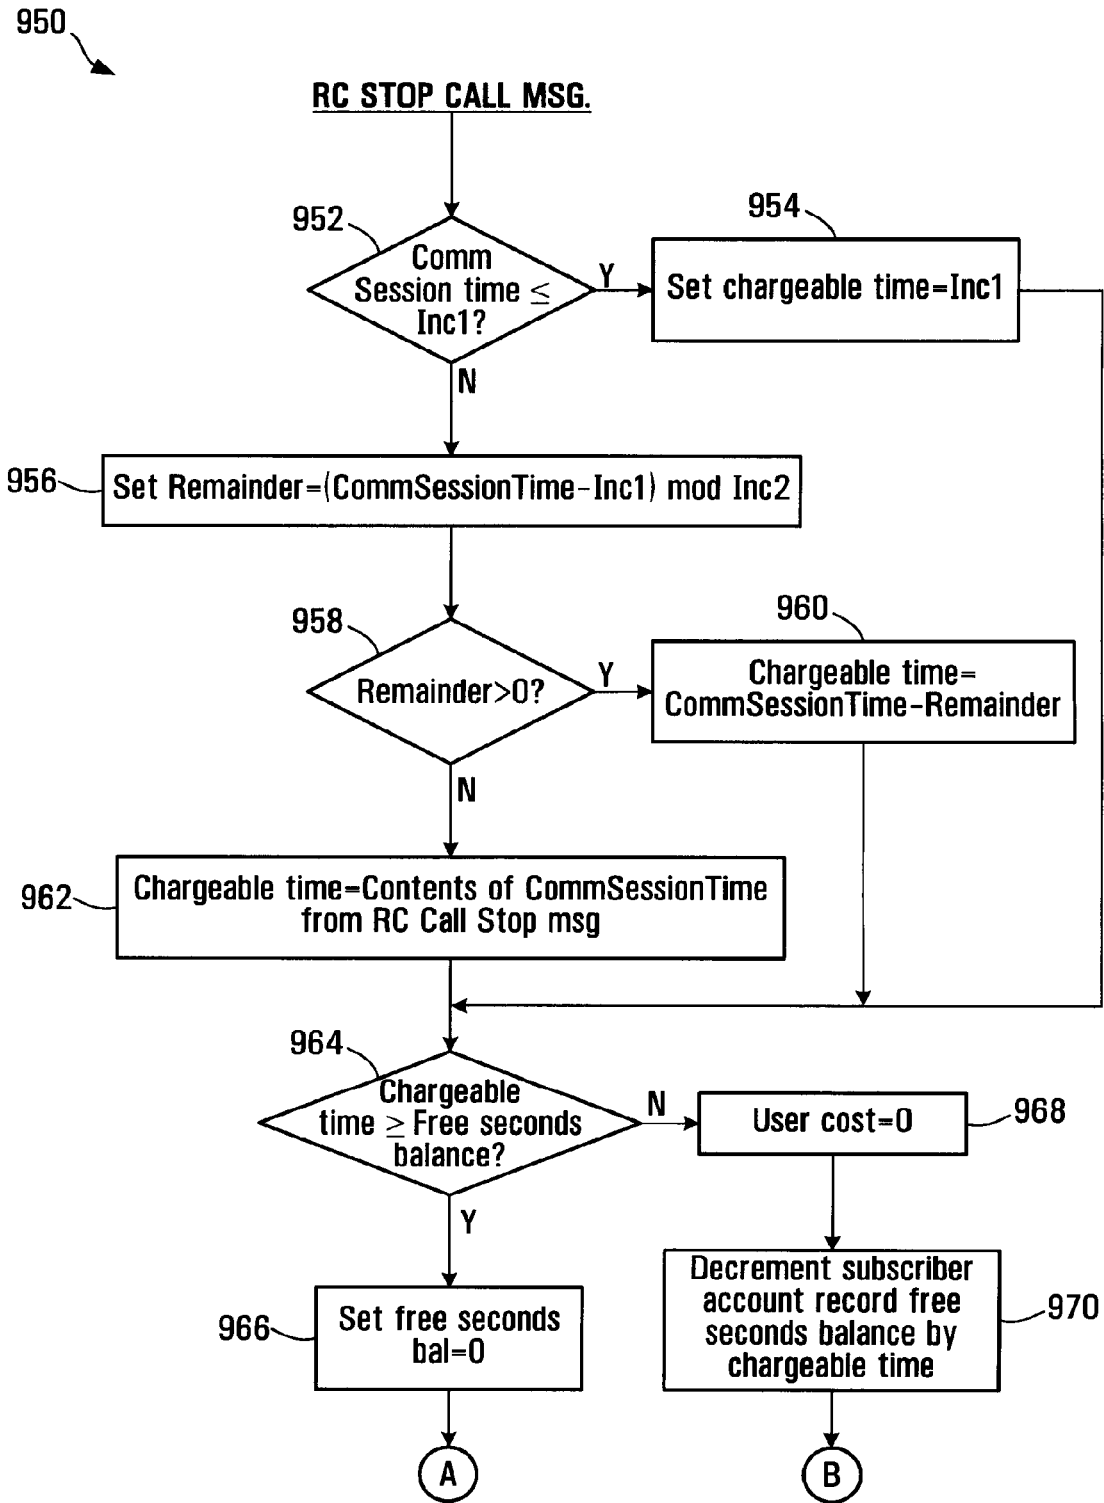 950
RC STOP CALL MSG.
952
Comm
Session time ≤
Inc1?
Y
954
Set chargeable time=Inc1
N
956
Set Remainder=(CommSessionTime-Inc1) mod Inc2
958
Remainder>0?
Y
960
Chargeable time=
CommSessionTime-Remainder
N
962
Chargeable time=Contents of CommSessionTime
from RC Call Stop msg
964
Chargeable
time ≥ Free seconds
balance?
N
User cost=0
968
Y
966
Set free seconds
bal=0
Decrement subscriber
account record free
seconds balance by
chargeable time
970
A
B